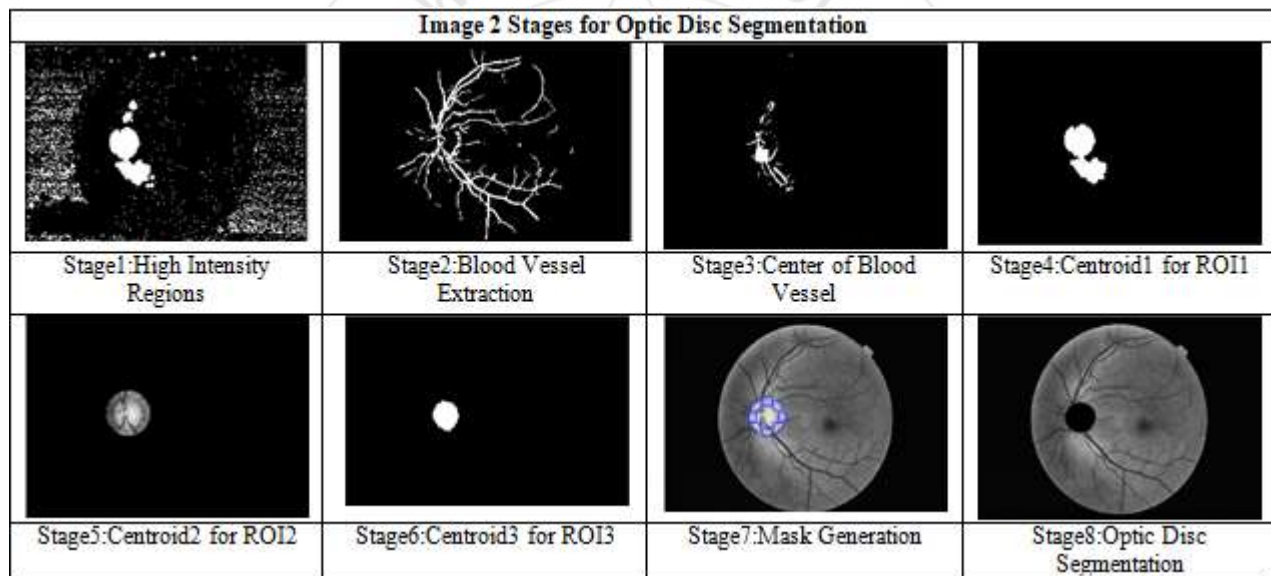 Image 2 Stages for Optic Disc Segmentation
Stage1:High Intensity
Regions
Stage2:Blood Vessel
Extraction
Stage3:Center of Blood
Vessel
Stage4:Centroid1 for ROI1
Stage5:Centroid2 for ROI2
Stage6:Centroid3 for ROI3
Stage7:Mask Generation
Stage8:Optic Disc
Segmentation